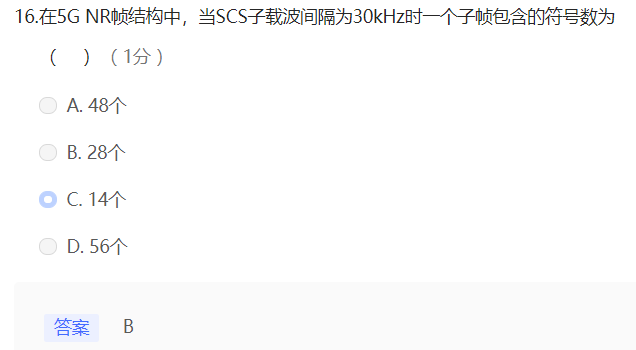 16.在5G NR帧结构中，当SCS子载波间隔为30kHz时一个子帧包含的符号数为
（　）（ 1分 ）
A. 48个
B. 28个
C. 14个
D. 56个
答案 B